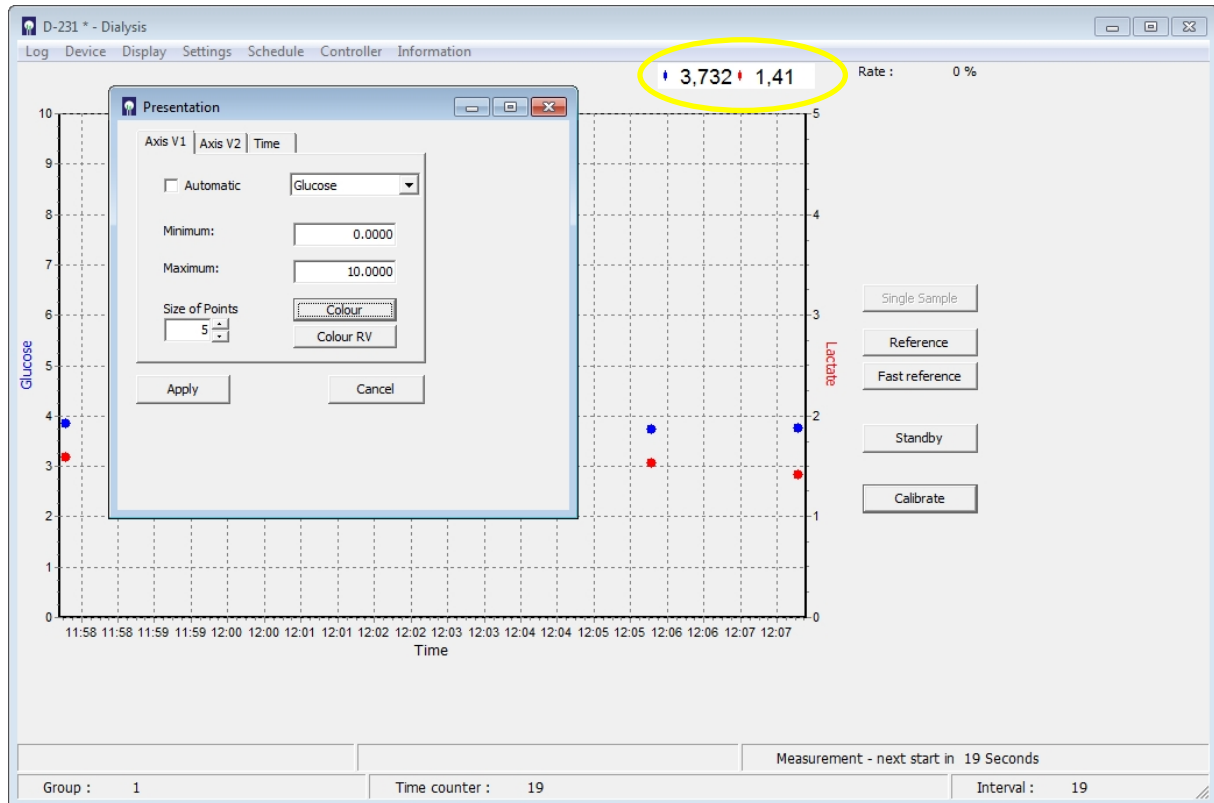 D-231 * - Dialysis
Log Device Display Settings Schedule Controller Information
3,732 1,41
Rate : 0 %
Presentation
Axis V1 Axis V2 Time
Automatic Glucose
Minimum: 0.0000
Maximum: 10.0000
Size of Points Colour
5
Colour RV
Apply Cancel
10
9
8
7
6
5
4
3
2
1
0
Glucose
5
4
3
2
1
0
Lactate
11:58 11:58 11:59 11:59 12:00 12:00 12:01 12:01 12:02 12:02 12:03 12:03 12:04 12:04 12:05 12:05 12:06 12:06 12:07 12:07
Time
Single Sample
Reference
Fast reference
Standby
Calibrate
Measurement - next start in 19 Seconds
Group : 1 Time counter : 19 Interval : 19